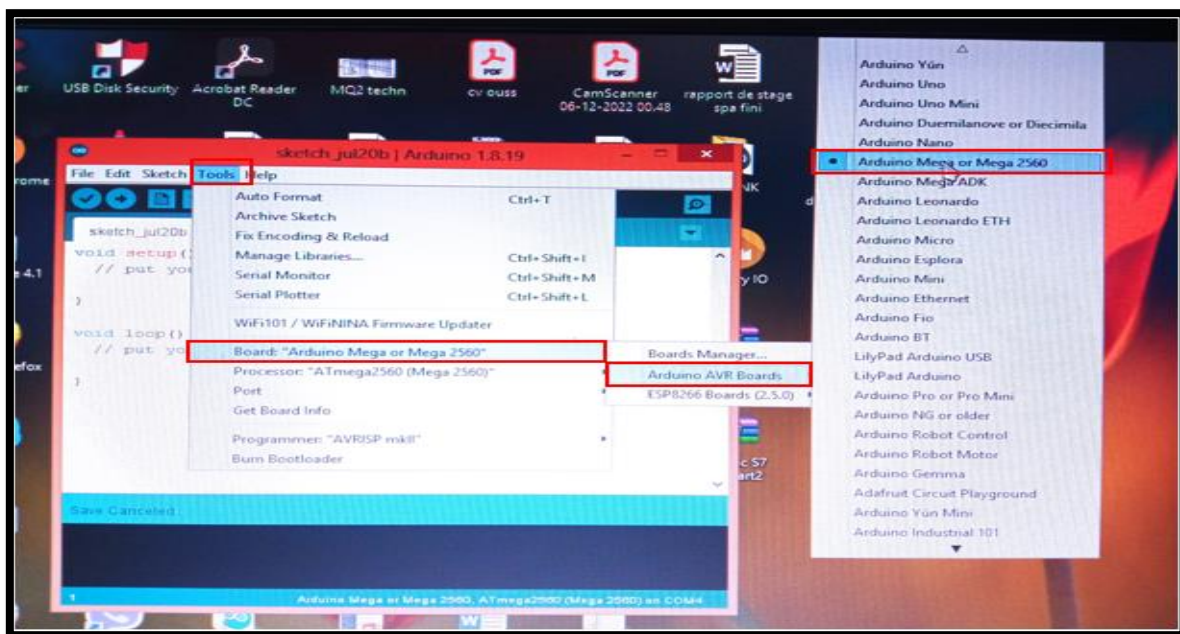 USB Disk Security
Acrobat Reader
DC
MQ2 techn
cv ouss
CamScanner
06-12-2022 00.48
rapport de stage
spa fini
sketch_jul20b | Arduino 1.8.19
File Edit Sketch Tools Help
sketch_jul20b
void setup()
// put you
}
void loop()
// put yo
}
Auto Format Ctrl+T
Archive Sketch
Fix Encoding & Reload
Manage Libraries... Ctrl+Shift+I
Serial Monitor Ctrl+Shift+M
Serial Plotter Ctrl+Shift+L
WiFi101 / WiFiNINA Firmware Updater
Board: "Arduino Mega or Mega 2560"
Processor: "ATmega2560 (Mega 2560)"
Port
Get Board Info
Programmer: "AVRISP mkII"
Burn Bootloader
Boards Manager...
Arduino AVR Boards
ESP8266 Boards (2.5.0)
Arduino Yún
Arduino Uno
Arduino Uno Mini
Arduino Duemilanove or Diecimila
Arduino Nano
Arduino Mega or Mega 2560
Arduino Mega ADK
Arduino Leonardo
Arduino Leonardo ETH
Arduino Micro
Arduino Esplora
Arduino Mini
Arduino Ethernet
Arduino Fio
Arduino BT
LilyPad Arduino USB
LilyPad Arduino
Arduino Pro or Pro Mini
Arduino NG or older
Arduino Robot Control
Arduino Robot Motor
Arduino Gemma
Adafruit Circuit Playground
Arduino Yún Mini
Arduino Industrial 101
Save Canceled.
1
Arduino Mega or Mega 2560, ATmega2560 (Mega 2560) on COM4